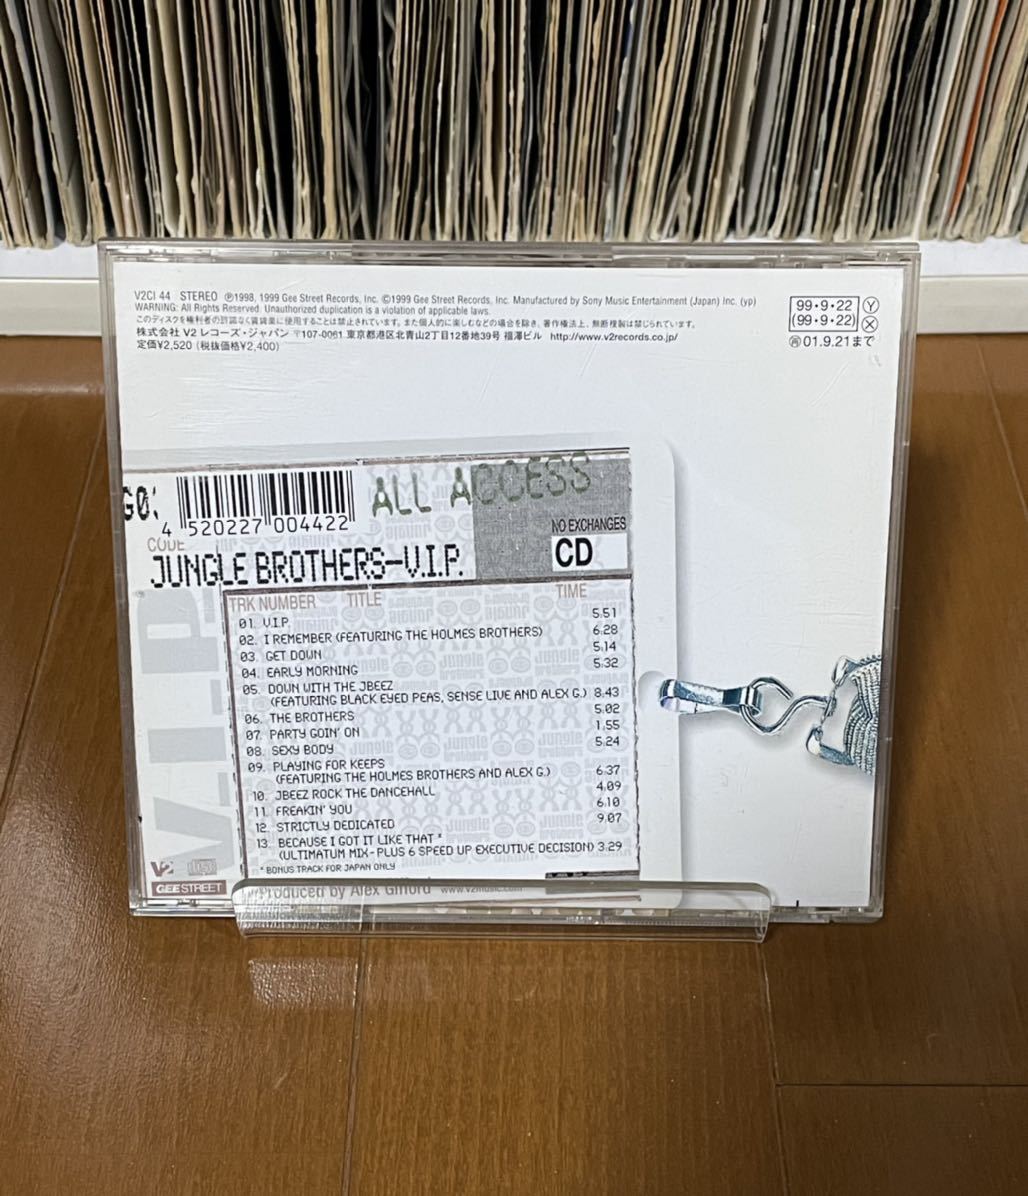 V2CI 44 STEREO ℗1998, 1999 Gee Street Records, Inc. ©1999 Gee Street Records, Inc. Manufactured by Sony Music Entertainment (Japan) Inc. (yp)
WARNING: All Rights Reserved. Unauthorized duplication is a violation of applicable laws.
このディスクを権利者の許諾なく賃貸業に使用することは禁止されています。また個人的に楽しむなどの場合を除き、著作権法上、無断複製は禁じられています。
株式会社 V2 レコーズ・ジャパン 〒107-0061 東京都港区北青山2丁目12番地39号 福澤ビル http://www.v2records.co.jp/
定価¥2,520 (税抜価格¥2,400)
99・9・22 Ⓨ
(99・9・22) Ⓧ
㊢01.9.21まで
ALL ACCESS
4 520227 004422
NO EXCHANGES
CODE
CD
JUNGLE BROTHERS-V.I.P.
TRK NUMBER TITLE TIME
01. V.I.P. 5.51
02. I REMEMBER (FEATURING THE HOLMES BROTHERS) 6.28
03. GET DOWN 5.14
04. EARLY MORNING 5.32
05. DOWN WITH THE JBEEZ
(FEATURING BLACK EYED PEAS, SENSE LIVE AND ALEX G.) 8.43
06. THE BROTHERS 5.02
07. PARTY GOIN' ON 1.55
08. SEXY BODY 5.24
09. PLAYING FOR KEEPS
(FEATURING THE HOLMES BROTHERS AND ALEX G.) 6.37
10. JBEEZ ROCK THE DANCEHALL 4.09
11. FREAKIN' YOU 6.10
12. STRICTLY DEDICATED 9.07
13. BECAUSE I GOT IT LIKE THAT *
(ULTIMATUM MIX-PLUS 6 SPEED UP EXECUTIVE DECISION) 3.29
* BONUS TRACK FOR JAPAN ONLY
V.I.P.
V2
GEE STREET
Produced by Alex Gifford www.v2music.com